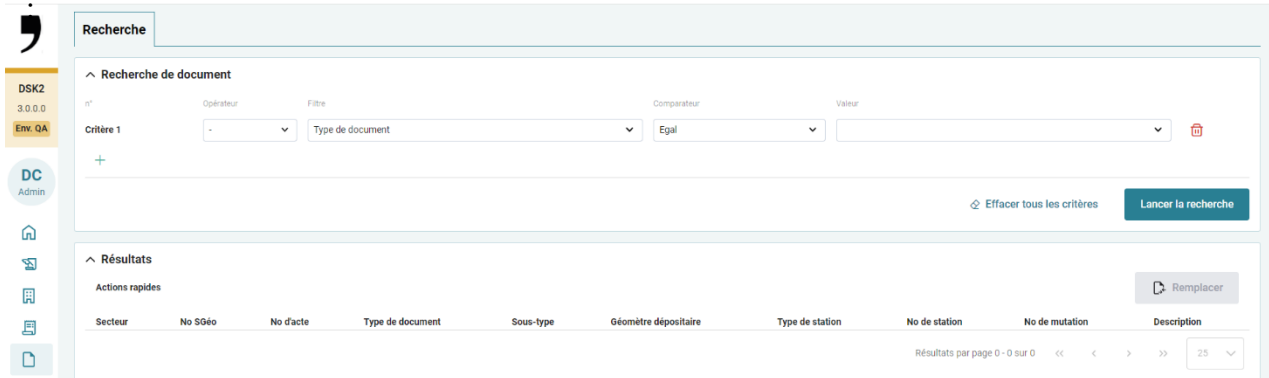 Recherche
DSK2
3.0.0.0
Env. QA
DC
Admin
Recherche de document
n° Opérateur Filtre Comparateur Valeur
Critère 1 - Type de document Egal
Effacer tous les critères Lancer la recherche
Résultats
Actions rapides Remplacer
Secteur No SGéo No d'acte Type de document Sous-type Géomètre dépositaire Type de station No de station No de mutation Description
Résultats par page 0 - 0 sur 0 << < > >> 25